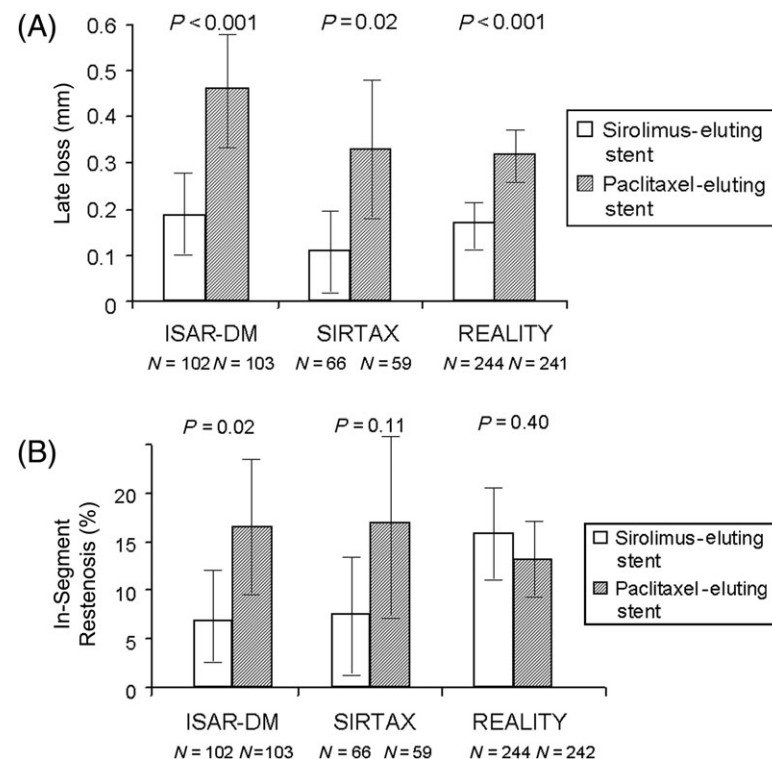 (A)
P < 0.001 P = 0.02 P < 0.001
Late loss (mm)
0.6
0.5
0.4
0.3
0.2
0.1
0
ISAR-DM SIRTAX REALITY
N = 102 N = 103 N = 66 N = 59 N = 244 N = 241
Sirolimus-eluting
stent
Paclitaxel-eluting
stent
(B)
P = 0.02 P = 0.11 P = 0.40
In-Segment
Restenosis (%)
20
15
10
5
0
ISAR-DM SIRTAX REALITY
N = 102 N=103 N = 66 N = 59 N = 244 N = 242
Sirolimus-eluting
stent
Paclitaxel-eluting
stent